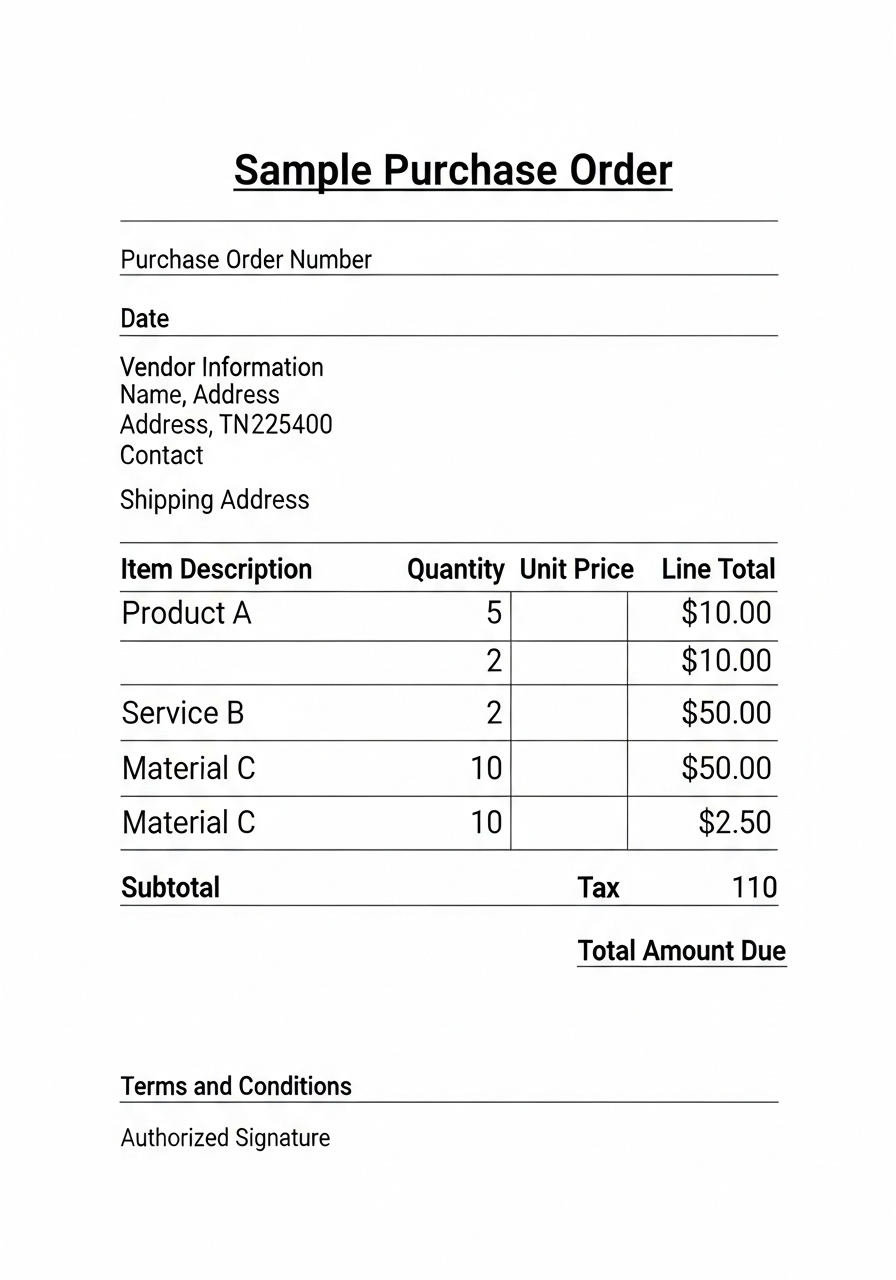 Sample Purchase Order
Purchase Order Number
Date
Vendor Information
Name, Address
Address, TN225400
Contact
Shipping Address
Item Description Quantity Unit Price Line Total
Product A 5 $10.00
2 $10.00
Service B 2 $50.00
Material C 10 $50.00
Material C 10 $2.50
Subtotal Tax 110
Total Amount Due
Terms and Conditions
Authorized Signature